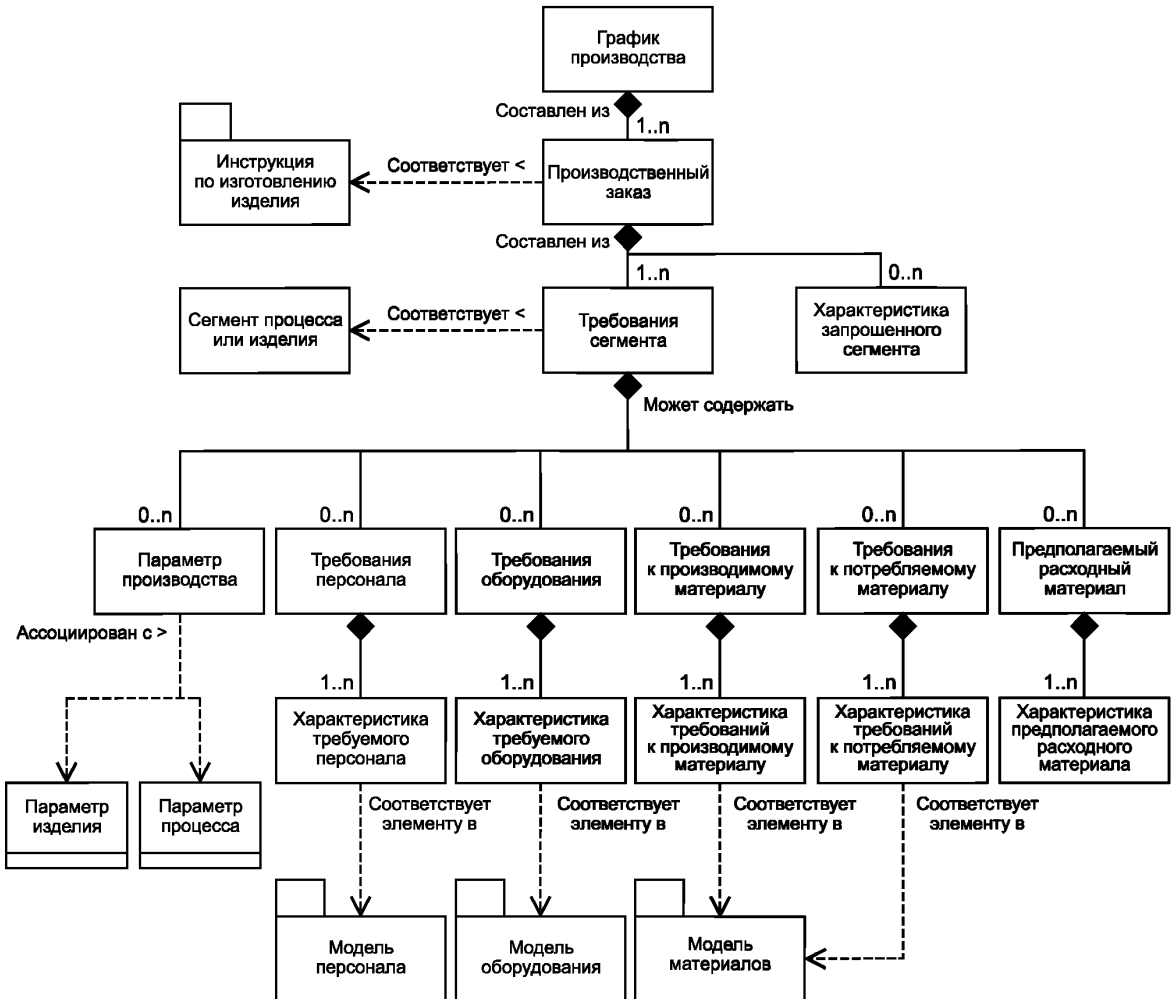 График
производства
Составлен из
1..n
Инструкция
по изготовлению
изделия
Соответствует <
Производственный
заказ
Составлен из
1..n
0..n
Сегмент процесса
или изделия
Соответствует <
Требования
сегмента
Характеристика
запрошенного
сегмента
Может содержать
0..n
0..n
0..n
0..n
0..n
0..n
Параметр
производства
Требования
персонала
Требования
оборудования
Требования
к производимому
материалу
Требования
к потребляемому
материалу
Предполагаемый
расходный
материал
Ассоциирован с >
1..n
1..n
1..n
1..n
1..n
Характеристика
требуемого
персонала
Характеристика
требуемого
оборудования
Характеристика
требований
к производимому
материалу
Характеристика
требований
к потребляемому
материалу
Характеристика
предполагаемого
расходного
материала
Параметр
изделия
Параметр
процесса
Соответствует
элементу в
Соответствует
элементу в
Соответствует
элементу в
Соответствует
элементу в
Модель
персонала
Модель
оборудования
Модель
материалов